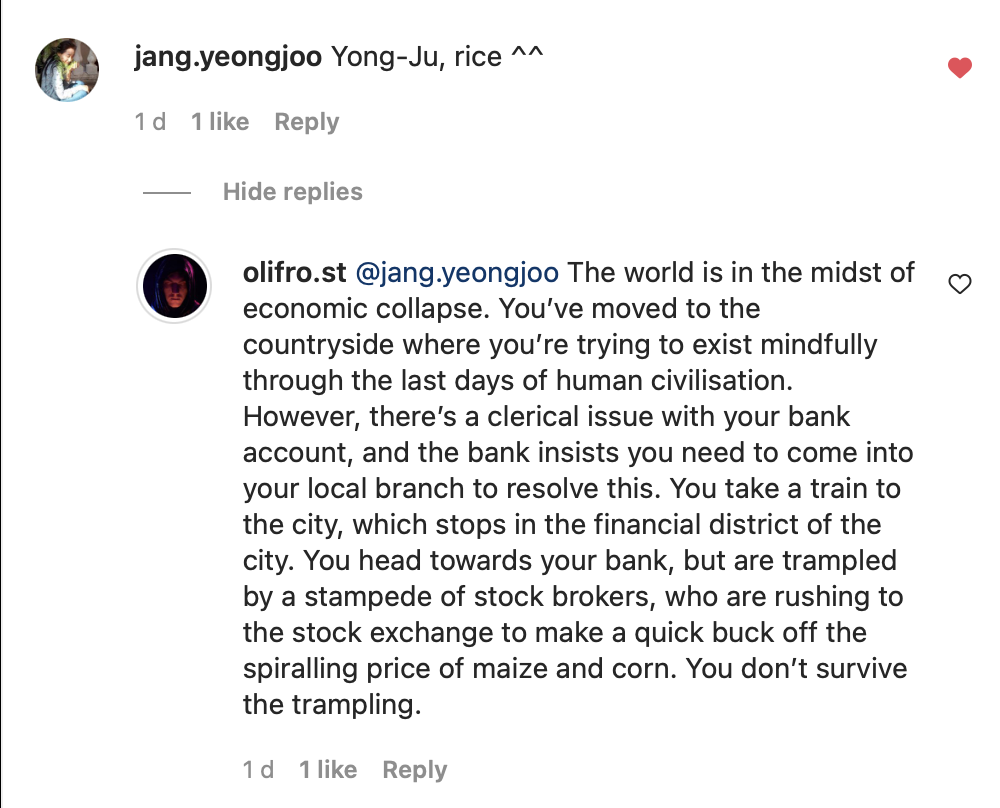 jang.yeongjoo Yong-Ju, rice ^^
1 d 1 like Reply
Hide replies
olifro.st @jang.yeongjoo The world is in the midst of
economic collapse. You’ve moved to the
countryside where you’re trying to exist mindfully
through the last days of human civilisation.
However, there’s a clerical issue with your bank
account, and the bank insists you need to come into
your local branch to resolve this. You take a train to
the city, which stops in the financial district of the
city. You head towards your bank, but are trampled
by a stampede of stock brokers, who are rushing to
the stock exchange to make a quick buck off the
spiralling price of maize and corn. You don’t survive
the trampling.
1 d 1 like Reply